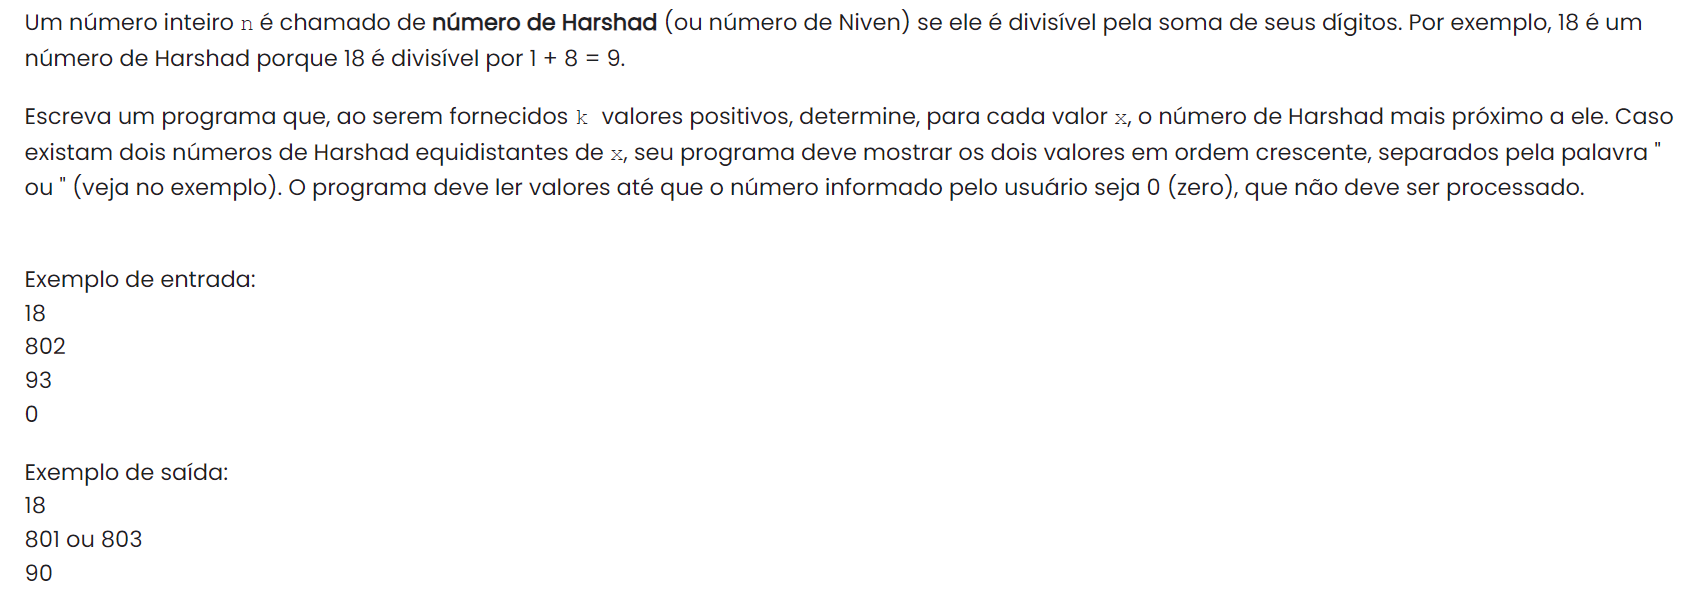 Um número inteiro n é chamado de número de Harshad (ou número de Niven) se ele é divisível pela soma de seus dígitos. Por exemplo, 18 é um
número de Harshad porque 18 é divisível por 1 + 8 = 9.
Escreva um programa que, ao serem fornecidos k valores positivos, determine, para cada valor x, o número de Harshad mais próximo a ele. Caso
existam dois números de Harshad equidistantes de x, seu programa deve mostrar os dois valores em ordem crescente, separados pela palavra "
ou " (veja no exemplo). O programa deve ler valores até que o número informado pelo usuário seja 0 (zero), que não deve ser processado.
Exemplo de entrada:
18
802
93
0
Exemplo de saída:
18
801 ou 803
90